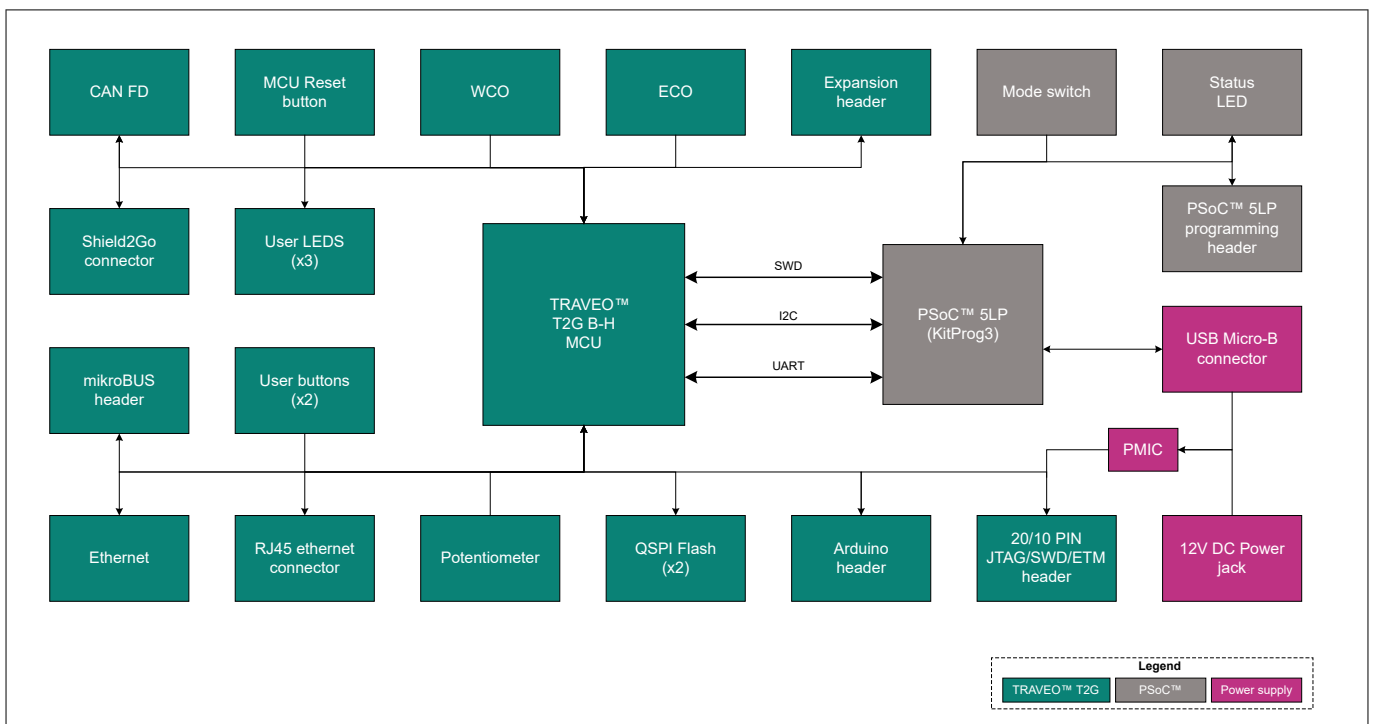 CAN FD
MCU Reset
button
WCO
ECO
Expansion
header
Mode switch
Status
LED
Shield2Go
connector
User LEDS
(x3)
PSoC™ 5LP
programming
header
TRAVEO™
T2G B-H
MCU
SWD
I2C
UART
PSoC™ 5LP
(KitProg3)
USB Micro-B
connector
mikroBUS
header
User buttons
(x2)
PMIC
Ethernet
RJ45 ethernet
connector
Potentiometer
QSPI Flash
(x2)
Arduino
header
20/10 PIN
JTAG/SWD/ETM
header
12V DC Power
jack
Legend
TRAVEO™ T2G
PSoC™
Power supply